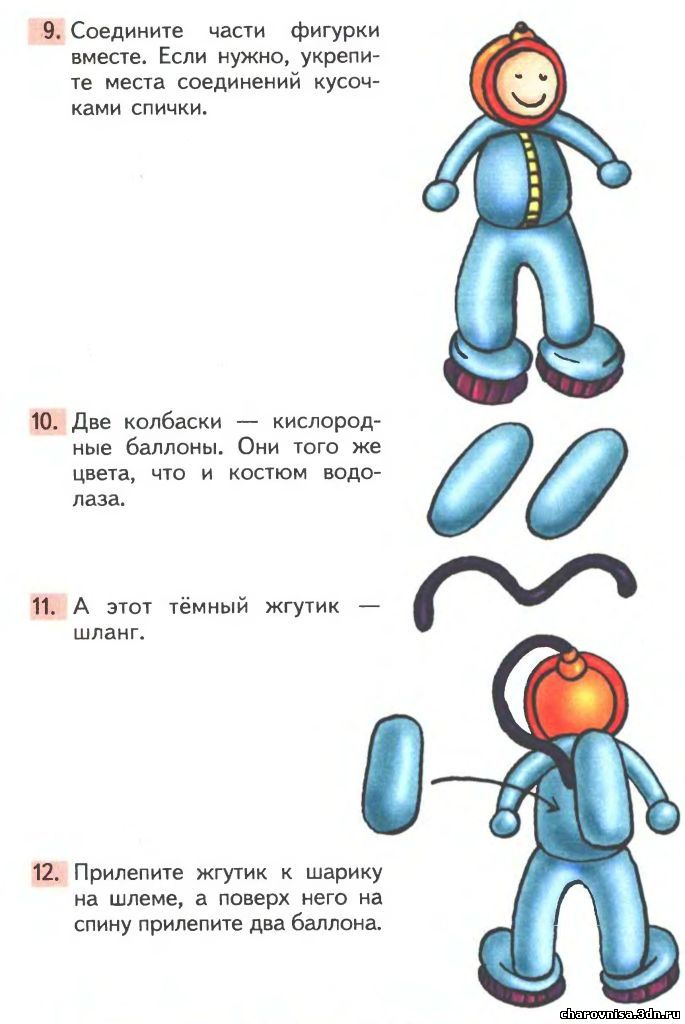 9. Соедините части фигурки
вместе. Если нужно, укрепи-
те места соединений кусоч-
ками спички.
10. Две колбаски — кислород-
ные баллоны. Они того же
цвета, что и костюм водо-
лаза.
11. А этот тёмный жгутик —
шланг.
12. Прилепите жгутик к шарику
на шлеме, а поверх него на
спину прилепите два баллона.
charovnisa.3dn.ru